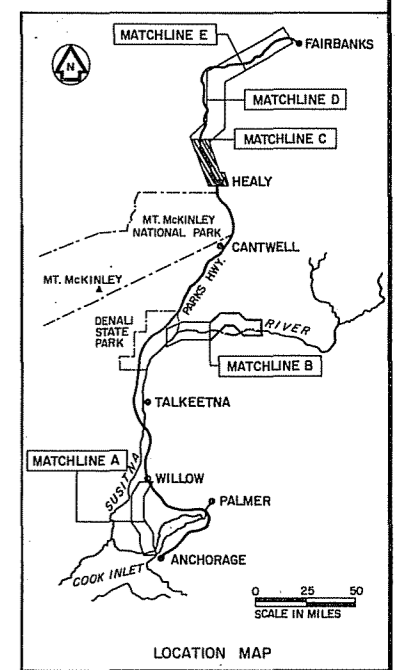 MATCHLINE E
FAIRBANKS
N
MATCHLINE D
MATCHLINE C
HEALY
MT. McKINLEY
NATIONAL PARK
CANTWELL
MT. McKINLEY
PARKS HWY.
DENALI
STATE
PARK
RIVER
MATCHLINE B
TALKEETNA
MATCHLINE A
SUSITNA
WILLOW
PALMER
ANCHORAGE
COOK INLET
0 25 50
SCALE IN MILES
LOCATION MAP